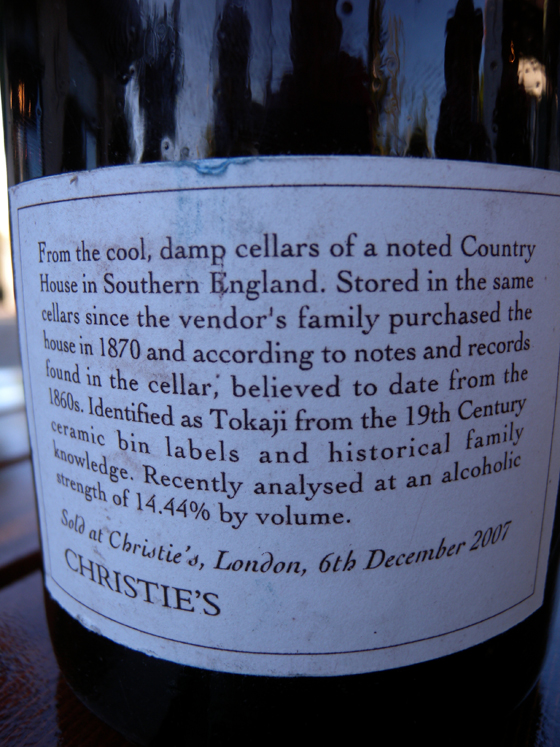 From the cool, damp cellars of a noted Country
House in Southern England. Stored in the same
cellars since the vendor's family purchased the
house in 1870 and according to notes and records
found in the cellar, believed to date from the
1860s. Identified as Tokaji from the 19th Century
ceramic bin labels and historical family
knowledge. Recently analysed at an alcoholic
strength of 14.44% by volume.
Sold at Christie's, London, 6th December 2007
CHRISTIE'S